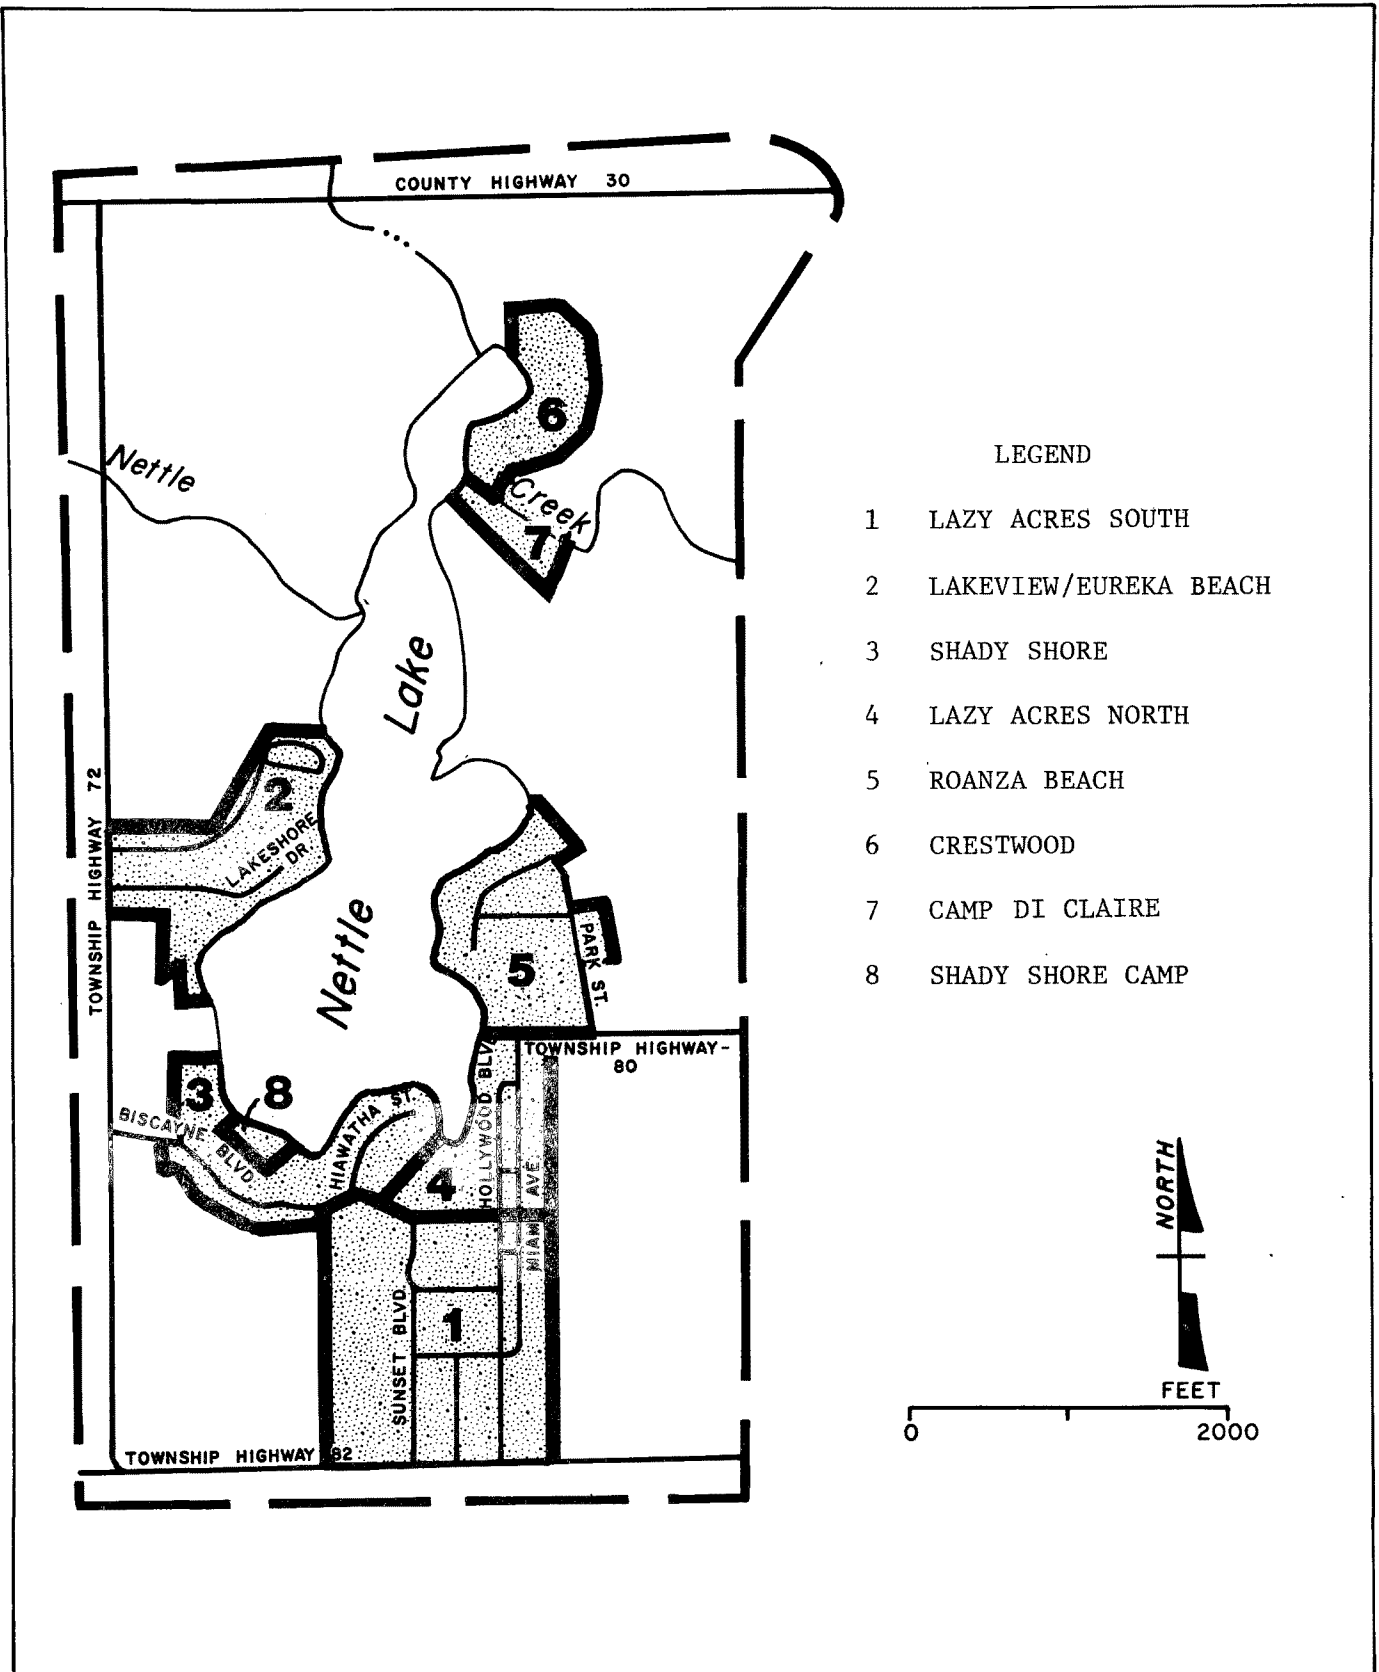 COUNTY HIGHWAY 30
6
Nettle
Creek
7
Lake
2
LAKESHORE
DR.
TOWNSHIP HIGHWAY 72
Nettle
5
PARK ST.
TOWNSHIP HIGHWAY-
80
3
8
BISCAYNE BLVD
HIAWATHA ST.
HOLLYWOOD BLVD
4
MIAMI AVE
SUNSET BLVD.
1
TOWNSHIP HIGHWAY 82
LEGEND
1 LAZY ACRES SOUTH
2 LAKEVIEW/EUREKA BEACH
3 SHADY SHORE
4 LAZY ACRES NORTH
5 ROANZA BEACH
6 CRESTWOOD
7 CAMP DI CLAIRE
8 SHADY SHORE CAMP
NORTH
FEET
0 2000